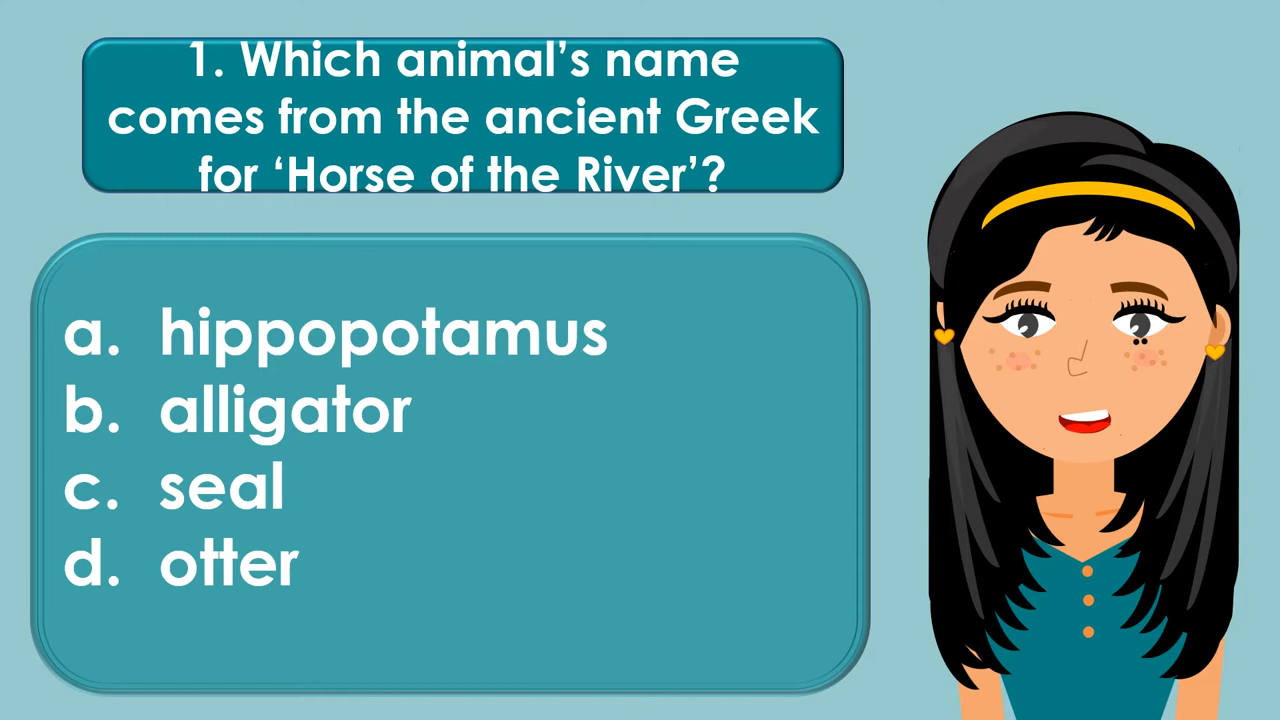 1. Which animal’s name
comes from the ancient Greek
for ‘Horse of the River’?
a. hippopotamus
b. alligator
c. seal
d. otter